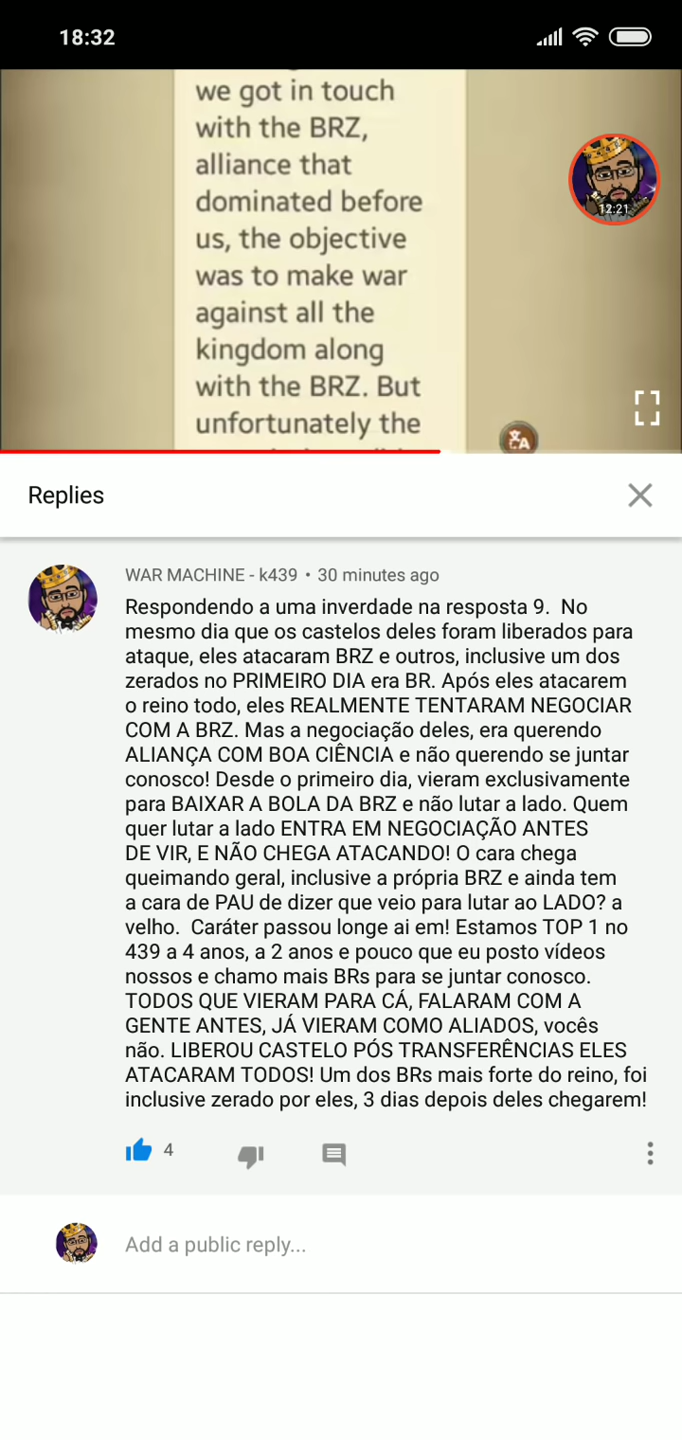 18:32
we got in touch
with the BRZ,
alliance that
dominated before
us, the objective
was to make war
against all the
kingdom along
with the BRZ. But
unfortunately the
12:21
Replies
WAR MACHINE - k439 • 30 minutes ago
Respondendo a uma inverdade na resposta 9.  No
mesmo dia que os castelos deles foram liberados para
ataque, eles atacaram BRZ e outros, inclusive um dos
zerados no PRIMEIRO DIA era BR. Após eles atacarem
o reino todo, eles REALMENTE TENTARAM NEGOCIAR
COM A BRZ. Mas a negociação deles, era querendo
ALIANÇA COM BOA CIÊNCIA e não querendo se juntar
conosco! Desde o primeiro dia, vieram exclusivamente
para BAIXAR A BOLA DA BRZ e não lutar a lado. Quem
quer lutar a lado ENTRA EM NEGOCIAÇÃO ANTES
DE VIR, E NÃO CHEGA ATACANDO! O cara chega
queimando geral, inclusive a própria BRZ e ainda tem
a cara de PAU de dizer que veio para lutar ao LADO? a
velho.  Caráter passou longe ai em! Estamos TOP 1 no
439 a 4 anos, a 2 anos e pouco que eu posto vídeos
nossos e chamo mais BRs para se juntar conosco.
TODOS QUE VIERAM PARA CÁ, FALARAM COM A
GENTE ANTES, JÁ VIERAM COMO ALIADOS, vocês
não. LIBEROU CASTELO PÓS TRANSFERÊNCIAS ELES
ATACARAM TODOS! Um dos BRs mais forte do reino, foi
inclusive zerado por eles, 3 dias depois deles chegarem!
4
Add a public reply...